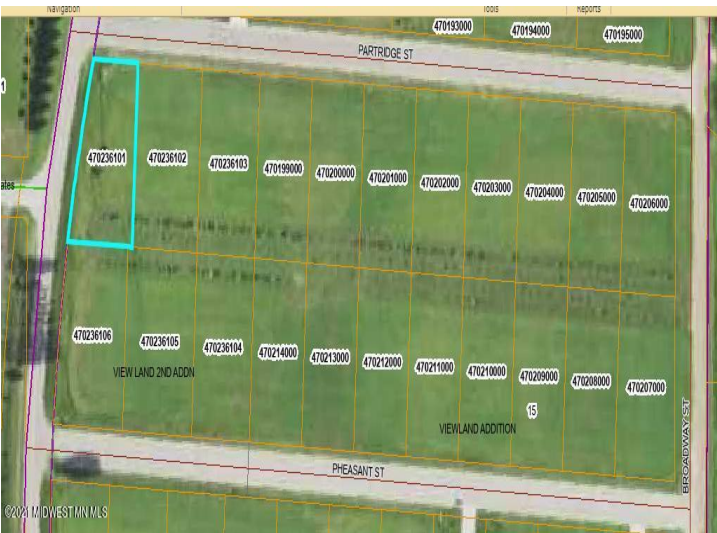 Navigation Tools Reports
470193000 470194000 470195000
PARTRIDGE ST
1
ates
470236101 470236102 470236103 470199000 470200000 470201000 470202000 470203000 470204000 470205000 470206000
470236106 470236105 470236104 470214000 470213000 470212000 470211000 470210000 470209000 470208000 470207000
VIEW LAND 2ND ADDN
15
VIEWLAND ADDITION
BROADWAY ST
PHEASANT ST
©2021 MIDWEST MN MLS